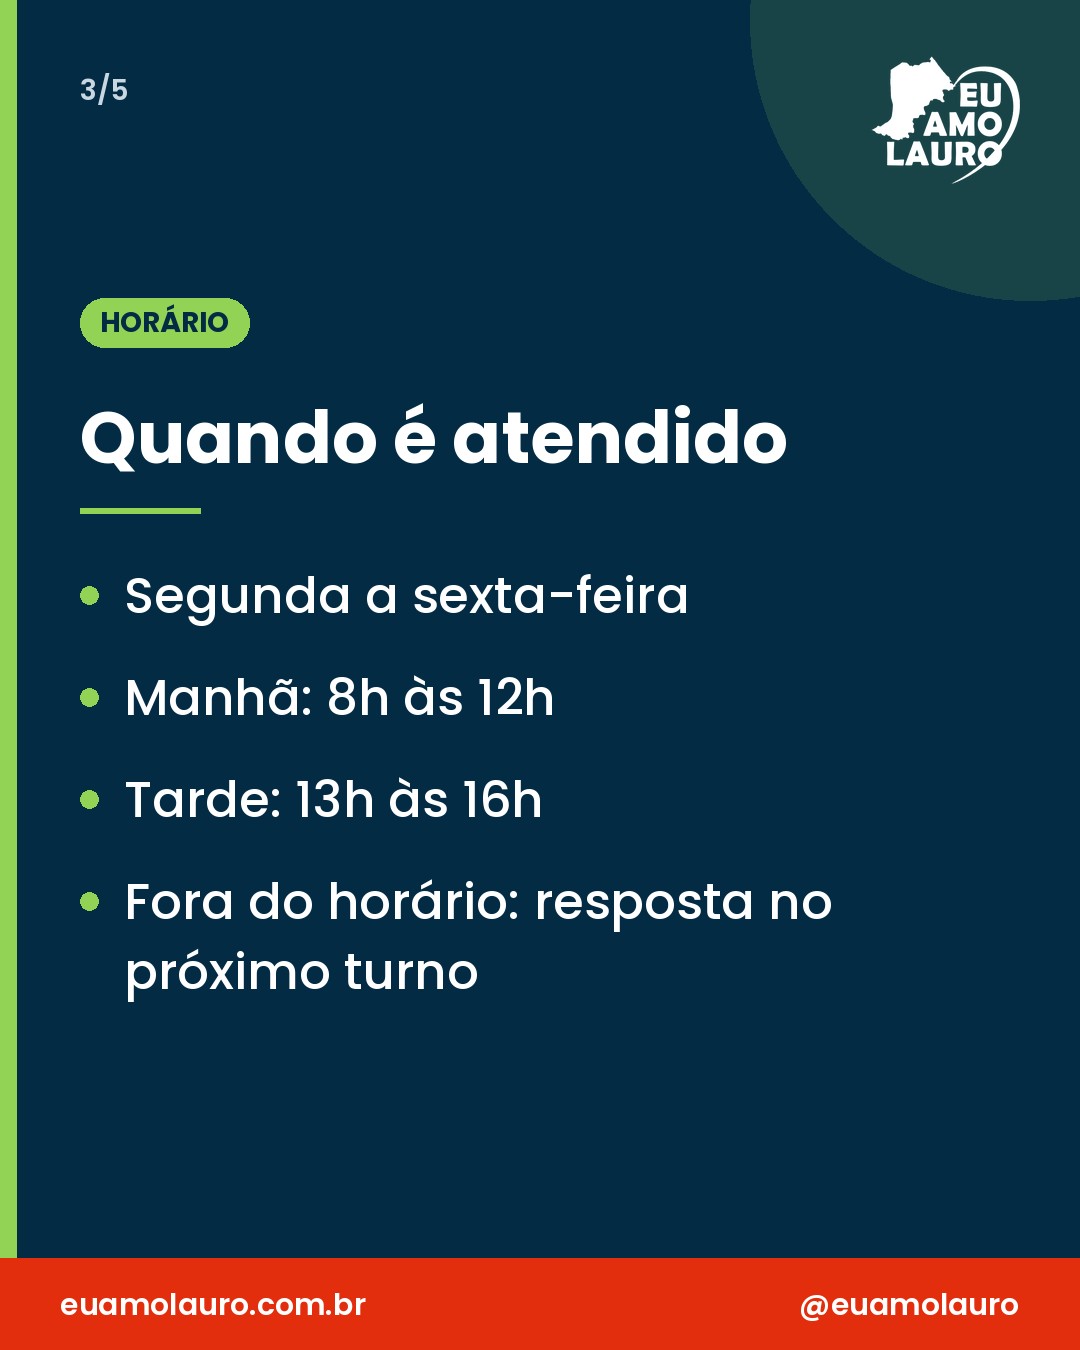 3/5
EU
AMO
LAURO
HORÁRIO
Quando é atendido
Segunda a sexta-feira
Manhã: 8h às 12h
Tarde: 13h às 16h
Fora do horário: resposta no
próximo turno
euamolauro.com.br
@euamolauro